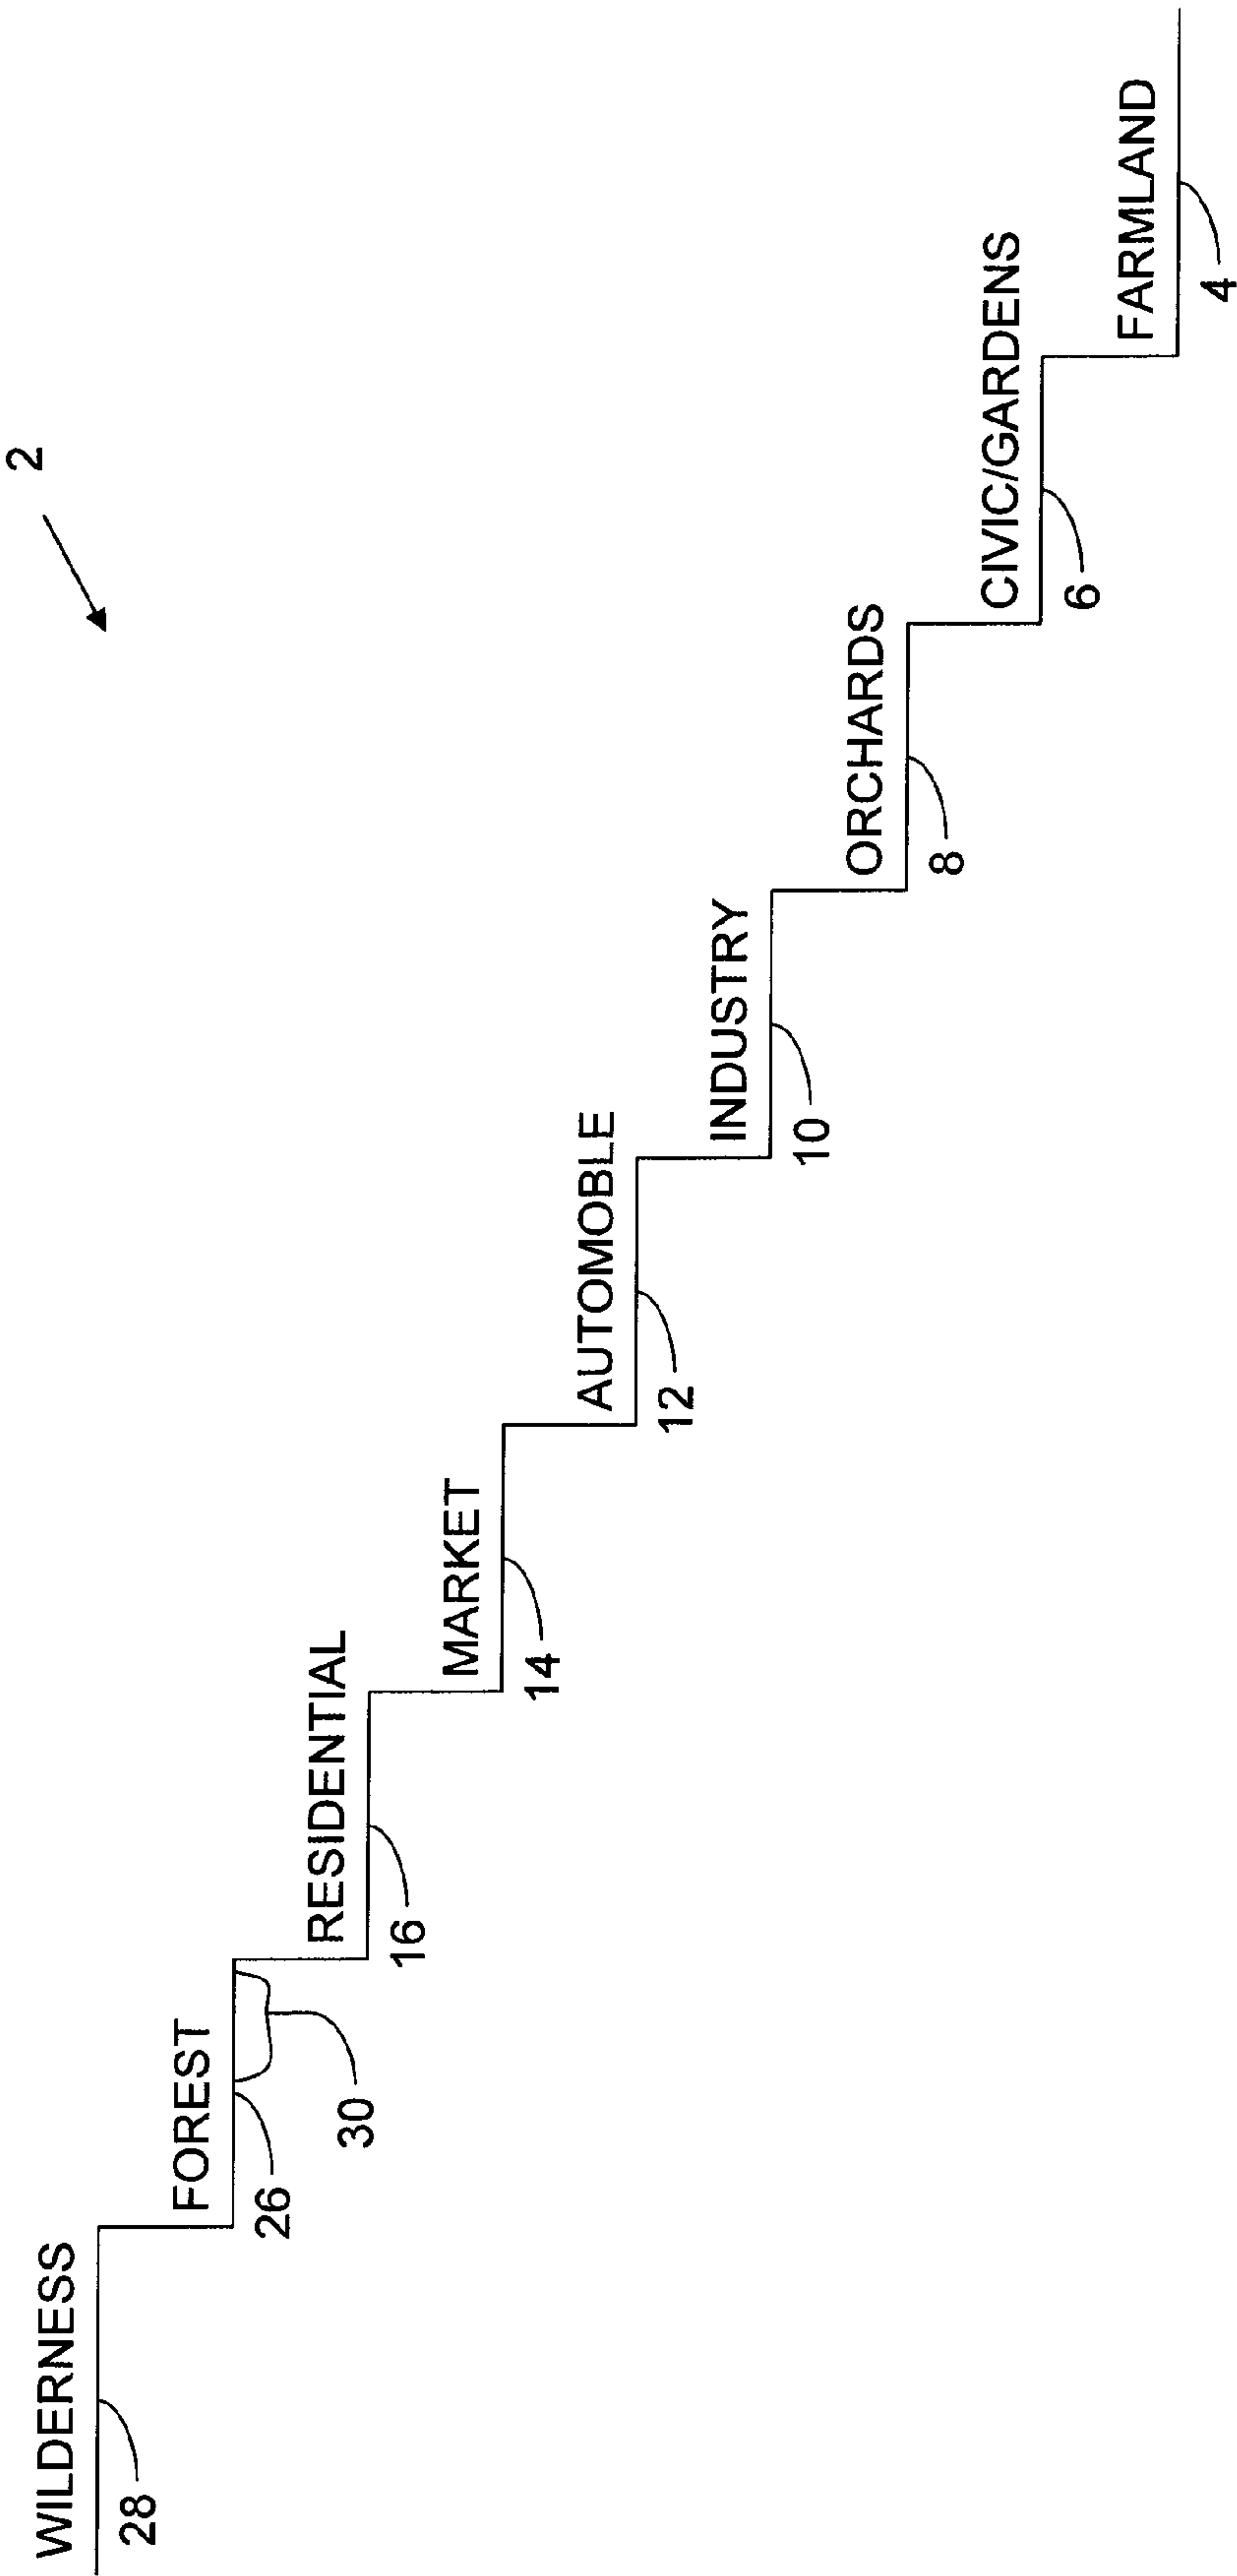 2
WILDERNESS
28
FOREST
26
30
RESIDENTIAL
16
MARKET
14
AUTOMOBLE
12
INDUSTRY
10
ORCHARDS
8
CIVIC/GARDENS
6
FARMLAND
4